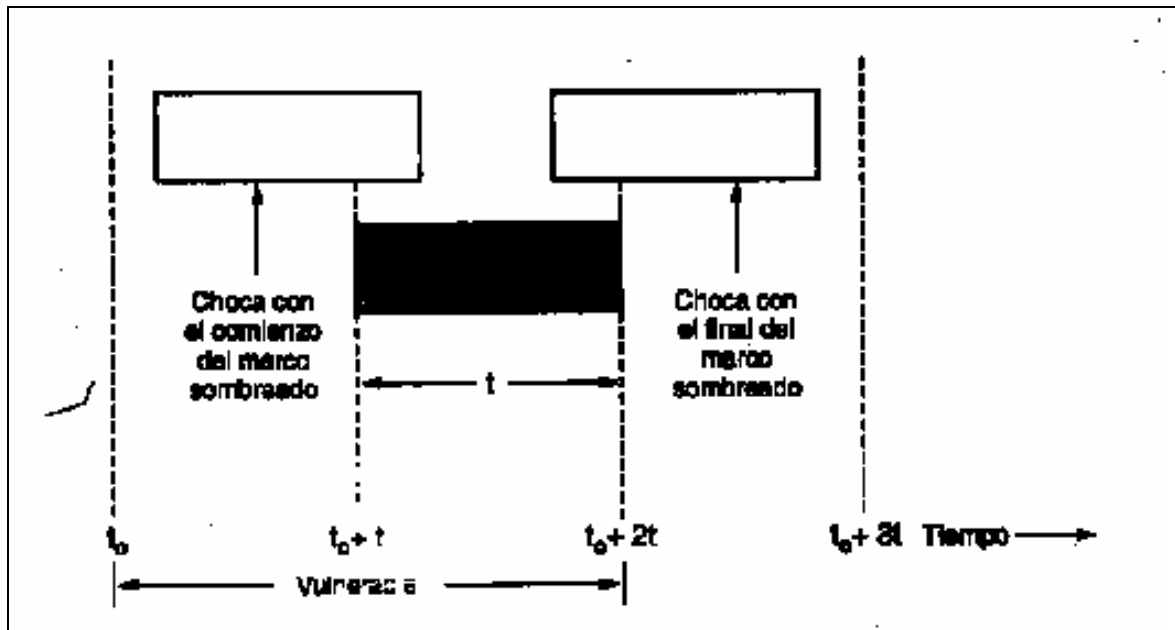 Choca con
el comienzo
del marco
sombreado
Choca con
el final del
marco
sombreado
t
t₀
t₀ + t
t₀ + 2t
t₀ + 3t Tiempo